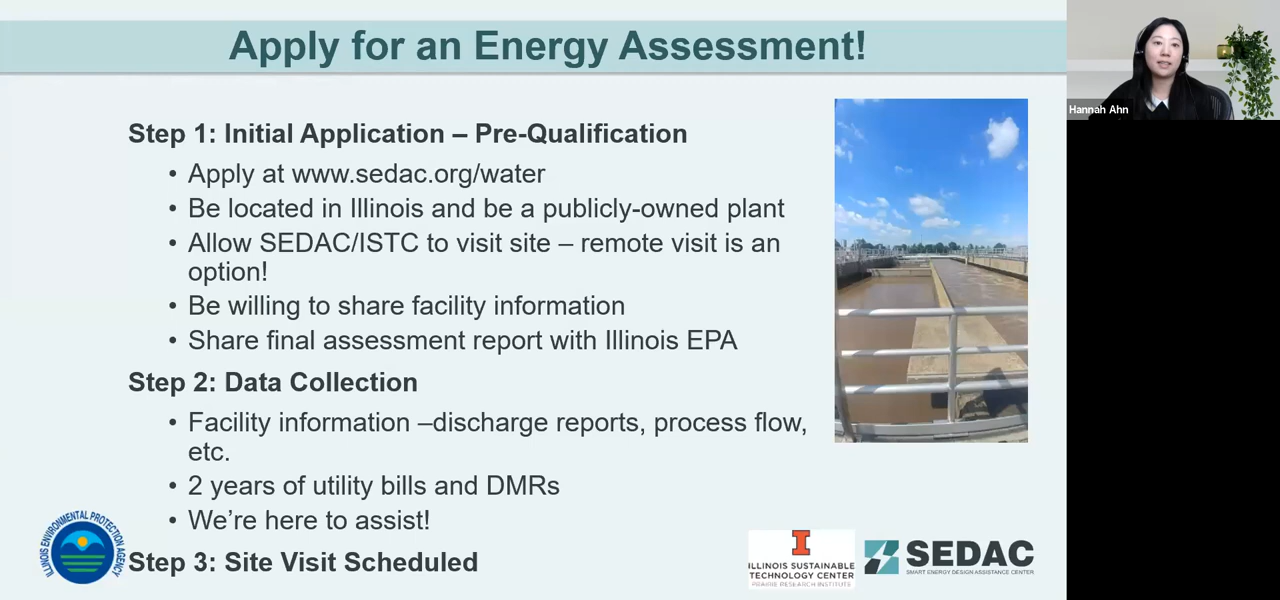 Apply for an Energy Assessment!
Hannah Ahn
Step 1: Initial Application – Pre-Qualification
• Apply at www.sedac.org/water
• Be located in Illinois and be a publicly-owned plant
• Allow SEDAC/ISTC to visit site – remote visit is an
option!
• Be willing to share facility information
• Share final assessment report with Illinois EPA
Step 2: Data Collection
• Facility information –discharge reports, process flow,
etc.
• 2 years of utility bills and DMRs
• We’re here to assist!
Step 3: Site Visit Scheduled
ILLINOIS ENVIRONMENTAL PROTECTION AGENCY
I
ILLINOIS SUSTAINABLE
TECHNOLOGY CENTER
PRAIRIE RESEARCH INSTITUTE
SEDAC
SMART ENERGY DESIGN ASSISTANCE CENTER